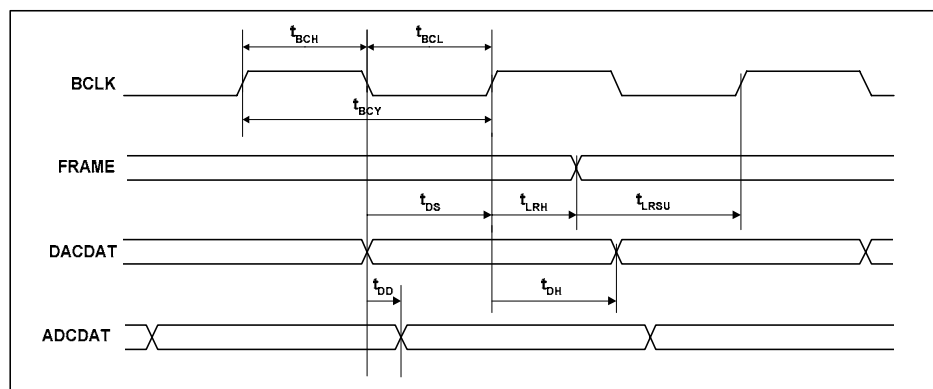 tBCH tBCL
BCLK
tBCY
FRAME
tDS tLRH tLRSU
DACDAT
tDD tDH
ADCDAT